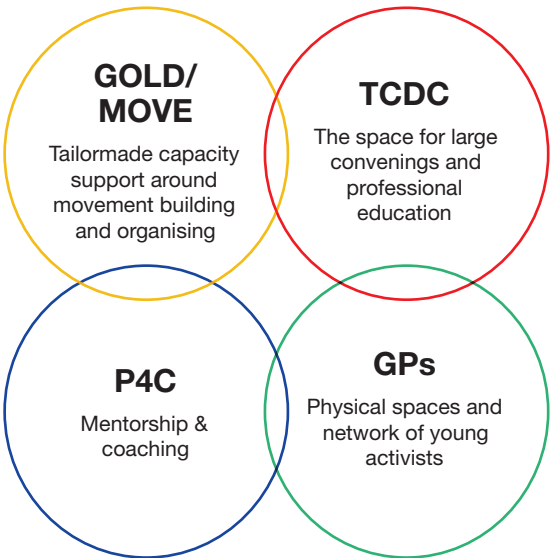 GOLD/
MOVE
Tailormade capacity
support around
movement building
and organising
TCDC
The space for large
convenings and
professional
education
P4C
Mentorship &
coaching
GPs
Physical spaces and
network of young
activists